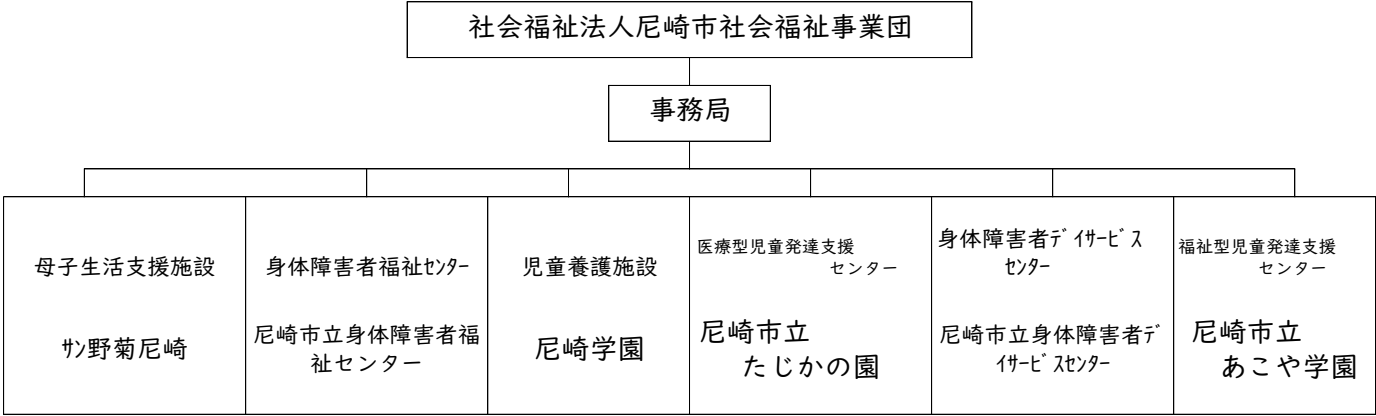 社会福祉法人尼崎市社会福祉事業団
事務局
母子生活支援施設
サン野菊尼崎
身体障害者福祉ｾﾝﾀｰ
尼崎市立身体障害者福
祉センター
児童養護施設
尼崎学園
医療型児童発達支援
センター
尼崎市立
たじかの園
身体障害者ﾃﾞｲｻｰﾋﾞｽ
ｾﾝﾀｰ
尼崎市立身体障害者ﾃﾞ
ｲｻｰﾋﾞｽｾﾝﾀｰ
福祉型児童発達支援
センター
尼崎市立
あこや学園